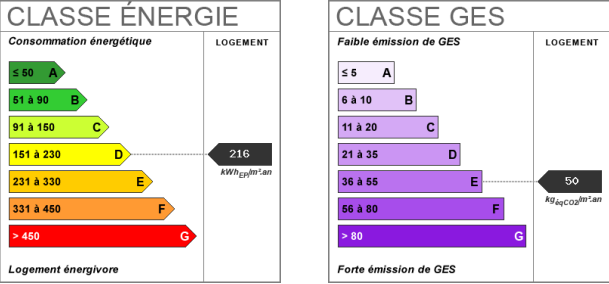 CLASSE ÉNERGIE
Consommation énergétique
LOGEMENT
≤ 50 A
51 à 90 B
91 à 150 C
151 à 230 D
216
kWhEP/m².an
231 à 330 E
331 à 450 F
> 450 G
Logement énergivore
CLASSE GES
Faible émission de GES
LOGEMENT
≤ 5 A
6 à 10 B
11 à 20 C
21 à 35 D
36 à 55 E
50
kgéqCO2/m².an
56 à 80 F
> 80 G
Forte émission de GES